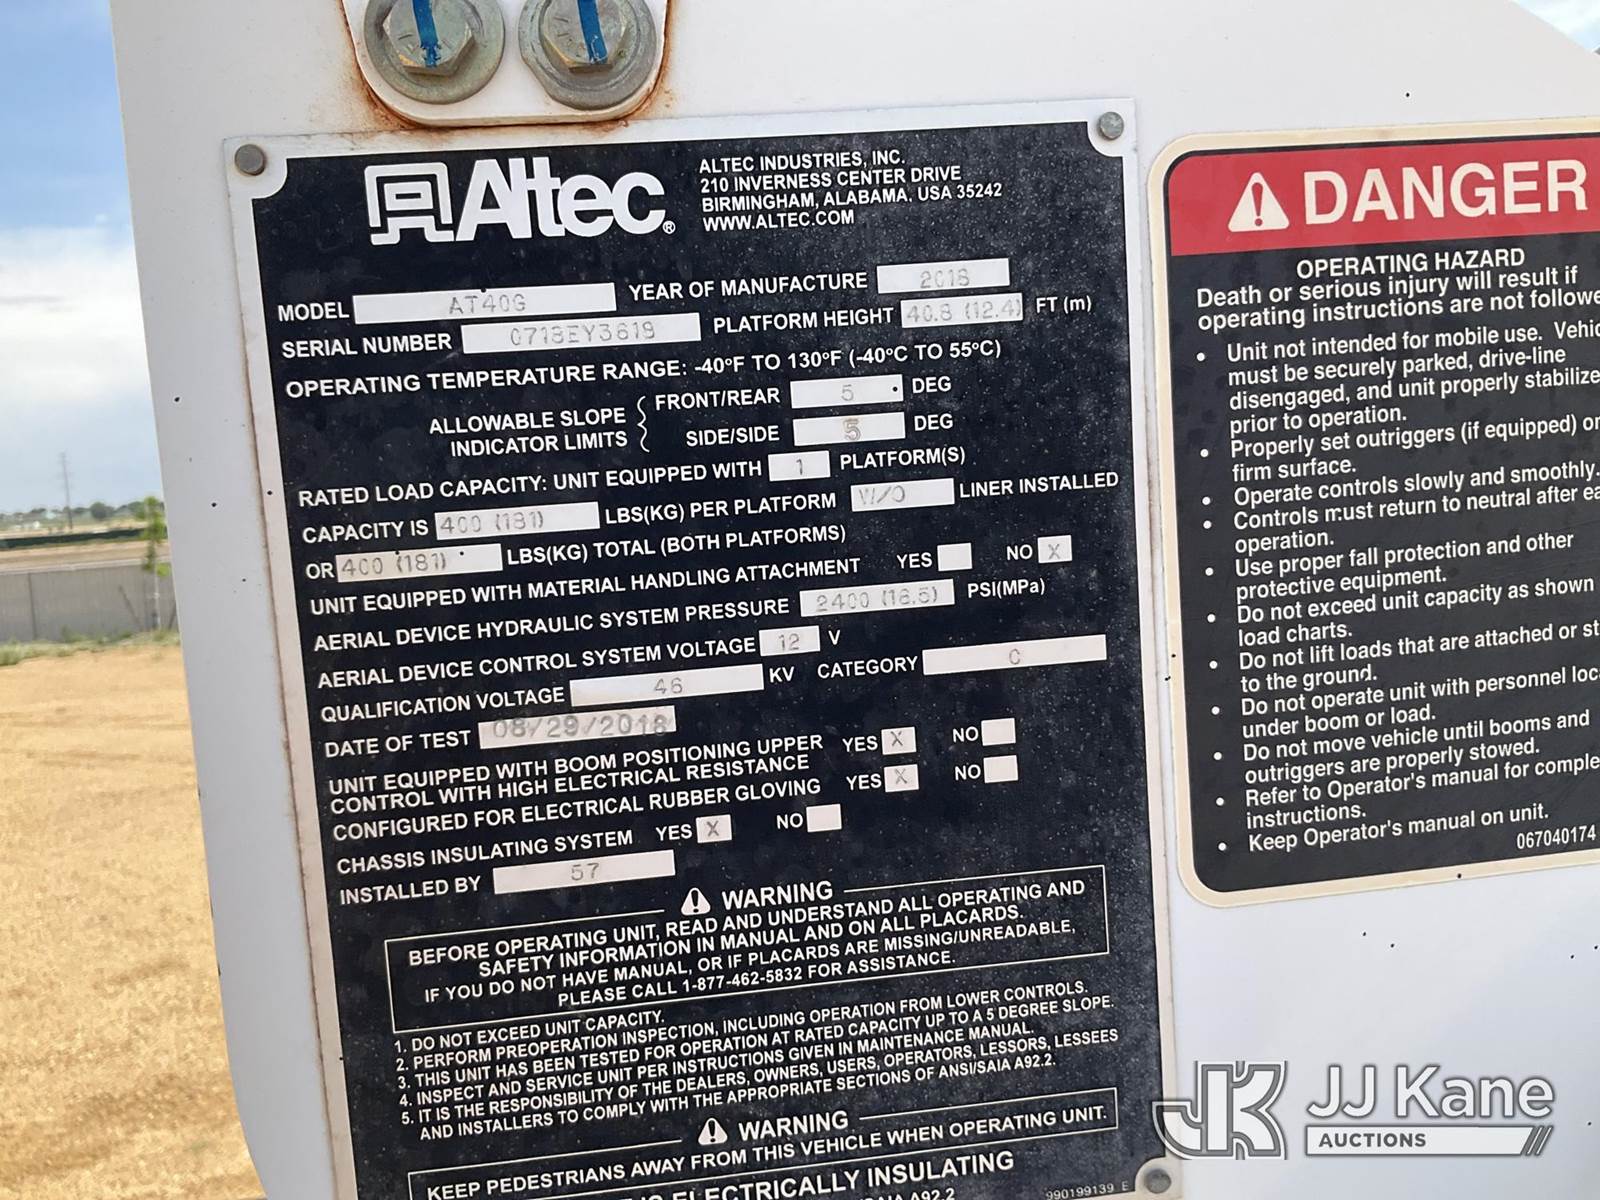 Altec®
ALTEC INDUSTRIES, INC.
210 INVERNESS CENTER DRIVE
BIRMINGHAM, ALABAMA. USA 35242
WWW.ALTEC.COM
MODEL AT40G YEAR OF MANUFACTURE 2018
SERIAL NUMBER 0718EY3618 PLATFORM HEIGHT 40.8 (12.4) FT (m)
OPERATING TEMPERATURE RANGE: -40ºF TO 130ºF (-40ºC TO 55ºC)
ALLOWABLE SLOPE INDICATOR LIMITS
FRONT/REAR 5 DEG
SIDE/SIDE 5 DEG
RATED LOAD CAPACITY: UNIT EQUIPPED WITH 1 PLATFORM(S)
CAPACITY IS 400 (181) LBS(KG) PER PLATFORM W/O LINER INSTALLED
OR 400 (181) LBS(KG) TOTAL (BOTH PLATFORMS)
UNIT EQUIPPED WITH MATERIAL HANDLING ATTACHMENT YES NO X
AERIAL DEVICE HYDRAULIC SYSTEM PRESSURE 2400 (16.5) PSI(MPa)
AERIAL DEVICE CONTROL SYSTEM VOLTAGE 12 V
QUALIFICATION VOLTAGE 46 KV CATEGORY C
DATE OF TEST 08/29/2018
UNIT EQUIPPED WITH BOOM POSITIONING UPPER
CONTROL WITH HIGH ELECTRICAL RESISTANCE YES X NO
CONFIGURED FOR ELECTRICAL RUBBER GLOVING YES X NO
CHASSIS INSULATING SYSTEM YES X NO
INSTALLED BY 57
WARNING
BEFORE OPERATING UNIT, READ AND UNDERSTAND ALL OPERATING AND
SAFETY INFORMATION IN MANUAL AND ON ALL PLACARDS.
IF YOU DO NOT HAVE MANUAL, OR IF PLACARDS ARE MISSING/UNREADABLE,
PLEASE CALL 1-877-462-5832 FOR ASSISTANCE.
1. DO NOT EXCEED UNIT CAPACITY.
2. PERFORM PREOPERATION INSPECTION, INCLUDING OPERATION FROM LOWER CONTROLS.
3. THIS UNIT HAS BEEN TESTED FOR OPERATION AT RATED CAPACITY UP TO A 5 DEGREE SLOPE.
4. INSPECT AND SERVICE UNIT PER INSTRUCTIONS GIVEN IN MAINTENANCE MANUAL.
5. IT IS THE RESPONSIBILITY OF THE DEALERS, OWNERS, USERS, OPERATORS, LESSORS, LESSEES
AND INSTALLERS TO COMPLY WITH THE APPROPRIATE SECTIONS OF ANSI/SAIA A92.2.
WARNING
KEEP PEDESTRIANS AWAY FROM THIS VEHICLE WHEN OPERATING UNIT.
ELECTRICALLY INSULATING
A92.2
990199139 E
DANGER
OPERATING HAZARD
Death or serious injury will result if
operating instructions are not followe
• Unit not intended for mobile use. Vehic
must be securely parked, drive-line
disengaged, and unit properly stabilize
prior to operation.
• Properly set outriggers (if equipped) on
firm surface.
• Operate controls slowly and smoothly.
• Controls must return to neutral after ea
operation.
• Use proper fall protection and other
protective equipment.
• Do not exceed unit capacity as shown
load charts.
• Do not lift loads that are attached or st
to the ground.
• Do not operate unit with personnel loc
under boom or load.
• Do not move vehicle until booms and
outriggers are properly stowed.
• Refer to Operator's manual for comple
instructions.
• Keep Operator's manual on unit.
067040174
JK JJ Kane
AUCTIONS